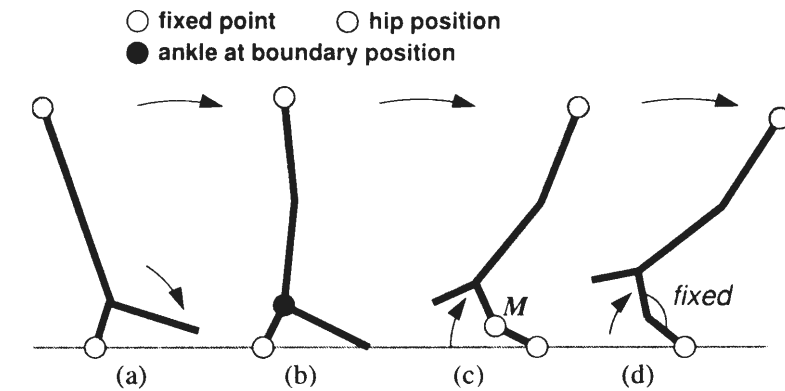 fixed point hip position
ankle at boundary position
M
fixed
(a) (b) (c) (d)